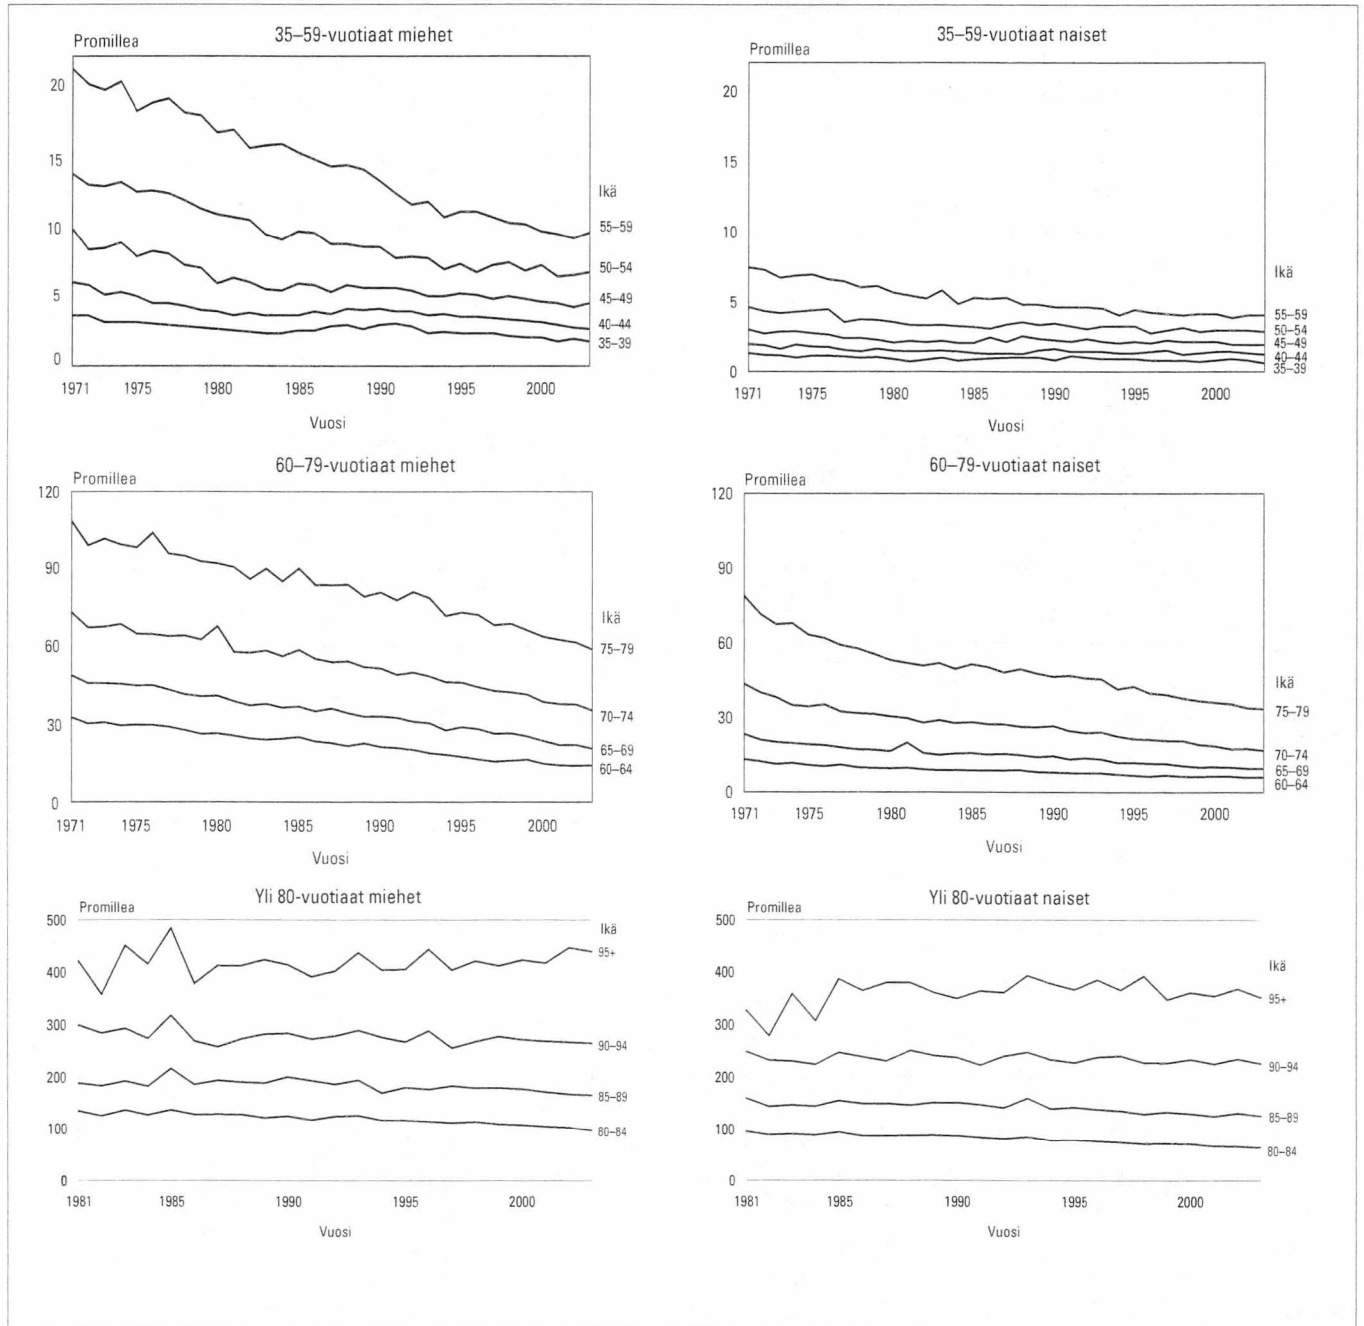 35–59-vuotiaat miehet
Promillea
20
15
10
5
0
1971 1975 1980 1985 1990 1995 2000
Vuosi
Ikä
55–59
50–54
45–49
40–44
35–39
35–59-vuotiaat naiset
Promillea
20
15
10
5
0
1971 1975 1980 1985 1990 1995 2000
Vuosi
Ikä
55–59
50–54
45–49
40–44
35–39
60–79-vuotiaat miehet
Promillea
120
90
60
30
0
1971 1975 1980 1985 1990 1995 2000
Vuosi
Ikä
75–79
70–74
65–69
60–64
60–79-vuotiaat naiset
Promillea
120
90
60
30
0
1971 1975 1980 1985 1990 1995 2000
Vuosi
Ikä
75–79
70–74
65–69
60–64
Yli 80-vuotiaat miehet
Promillea
500
400
300
200
100
0
1981 1985 1990 1995 2000
Vuosi
Ikä
95+
90–94
85–89
80–84
Yli 80-vuotiaat naiset
Promillea
500
400
300
200
100
0
1981 1985 1990 1995 2000
Vuosi
Ikä
95+
90–94
85–89
80–84